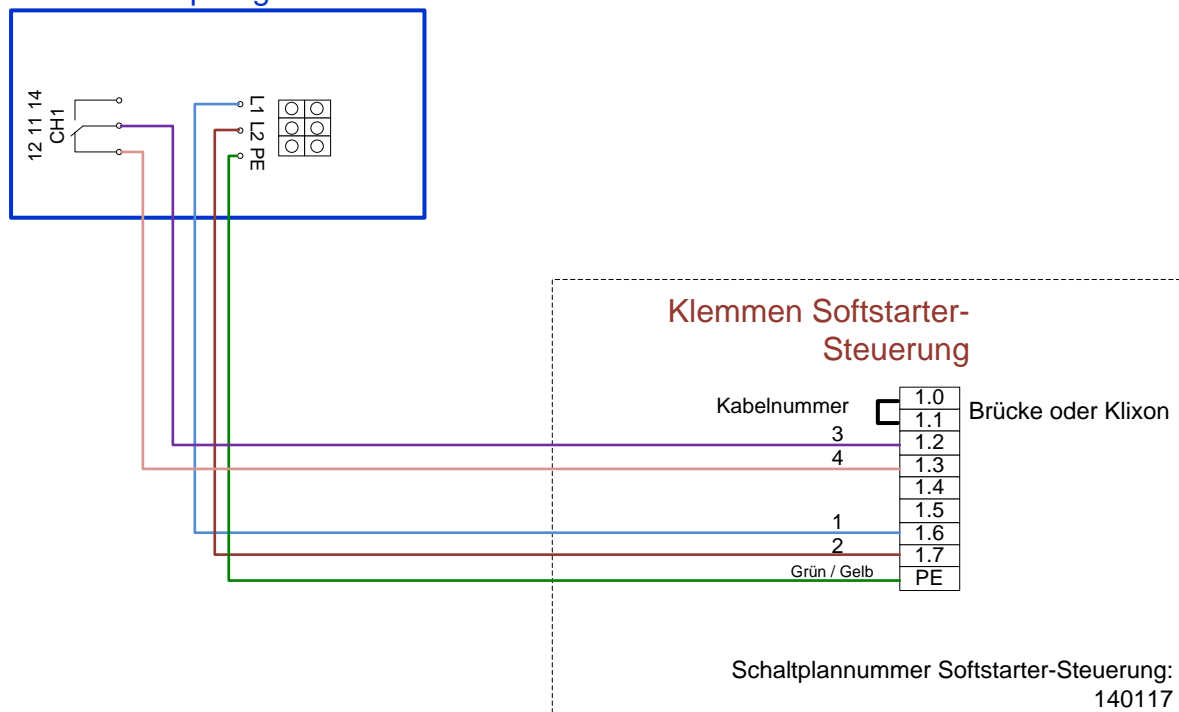 12 11 14
CH1
L1 L2 PE
Klemmen Softstarter-
Steuerung
Kabelnummer
1.0
Brücke oder Klixon
1.1
3
1.2
4
1.3
1.4
1.5
1
1.6
2
1.7
Grün / Gelb
PE
Schaltplannummer Softstarter-Steuerung:
140117